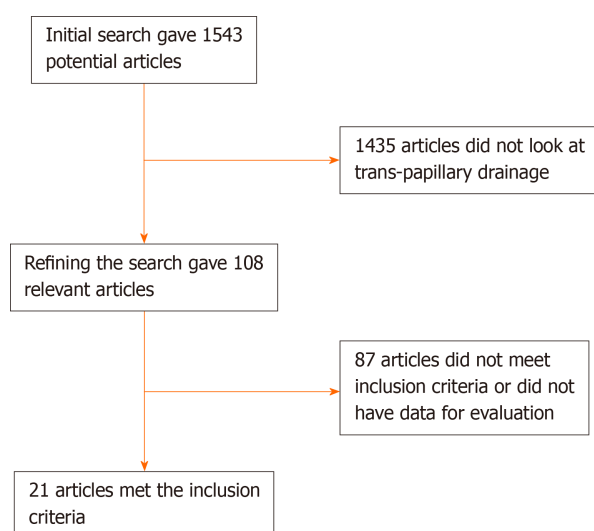 Initial search gave 1543
potential articles
1435 articles did not look at
trans-papillary drainage
Refining the search gave 108
relevant articles
87 articles did not meet
inclusion criteria or did not
have data for evaluation
21 articles met the inclusion
criteria